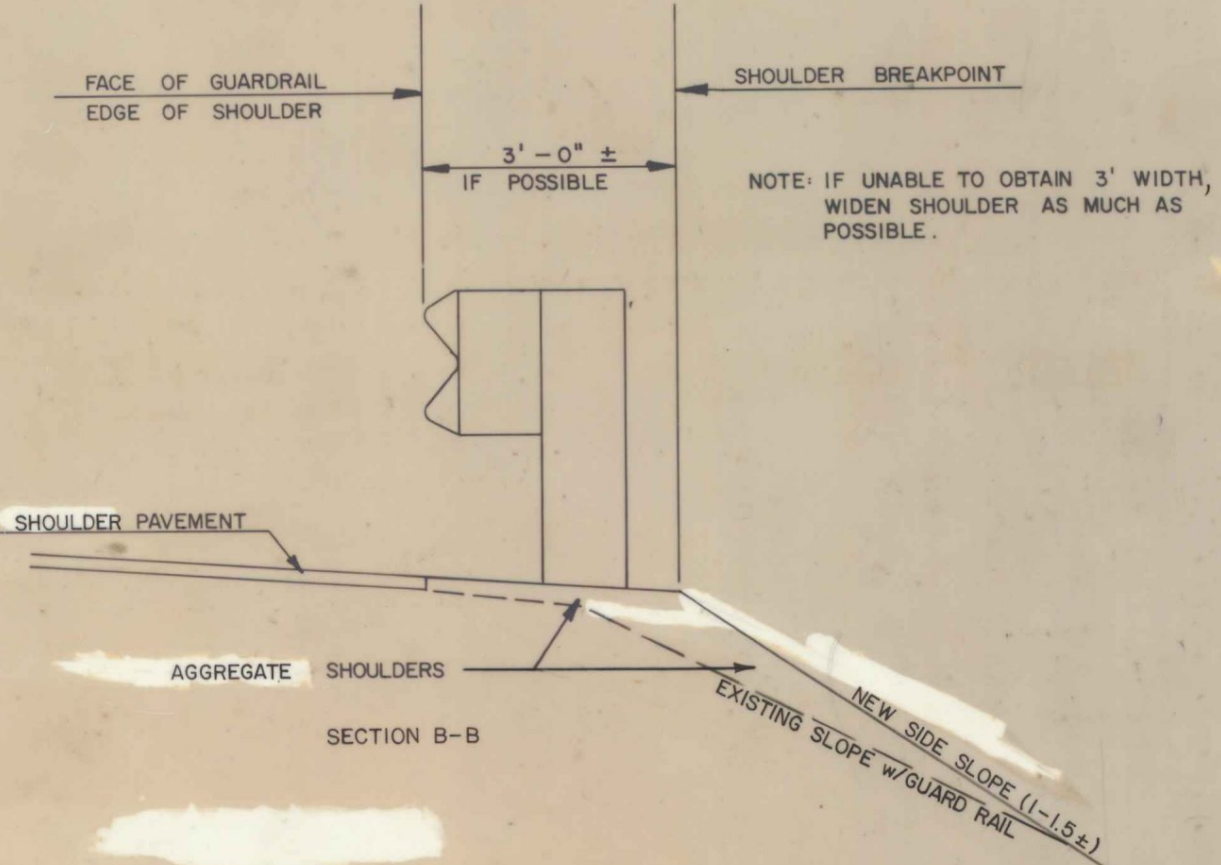 FACE OF GUARDRAIL
EDGE OF SHOULDER
SHOULDER BREAKPOINT
3' - 0" ±
IF POSSIBLE
NOTE: IF UNABLE TO OBTAIN 3' WIDTH,
WIDEN SHOULDER AS MUCH AS
POSSIBLE.
SHOULDER PAVEMENT
AGGREGATE SHOULDERS
NEW SIDE SLOPE (1-1.5±)
EXISTING SLOPE w/GUARD RAIL
SECTION B-B